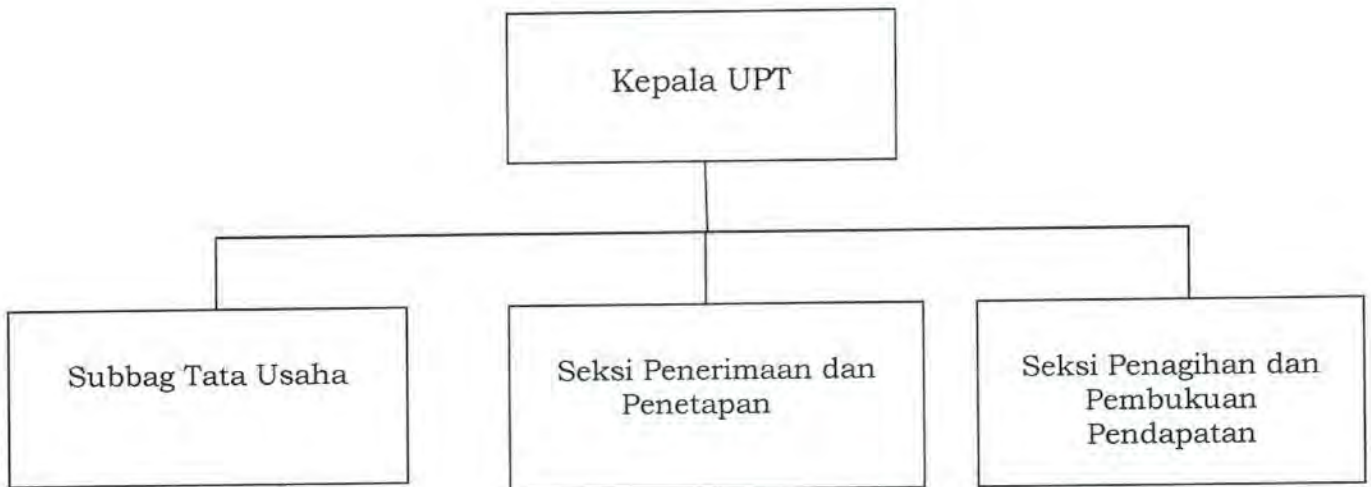 Kepala UPT
Subbag Tata Usaha
Seksi Penerimaan dan
Penetapan
Seksi Penagihan dan
Pembukuan
Pendapatan